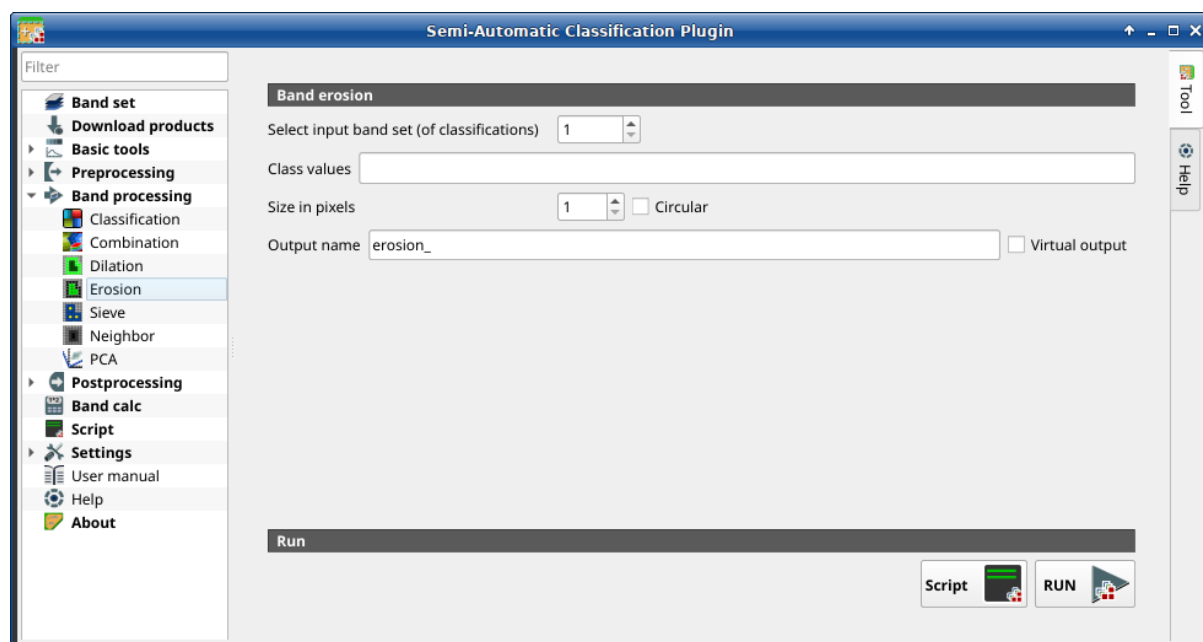 Semi-Automatic Classification Plugin
Filter
Band set
Download products
Basic tools
Preprocessing
Band processing
Classification
Combination
Dilation
Erosion
Sieve
Neighbor
PCA
Postprocessing
Band calc
Script
Settings
User manual
Help
About
Band erosion
Select input band set (of classifications) 1
Class values
Size in pixels 1 Circular
Output name erosion_ Virtual output
Run
Script RUN
Tool
Help